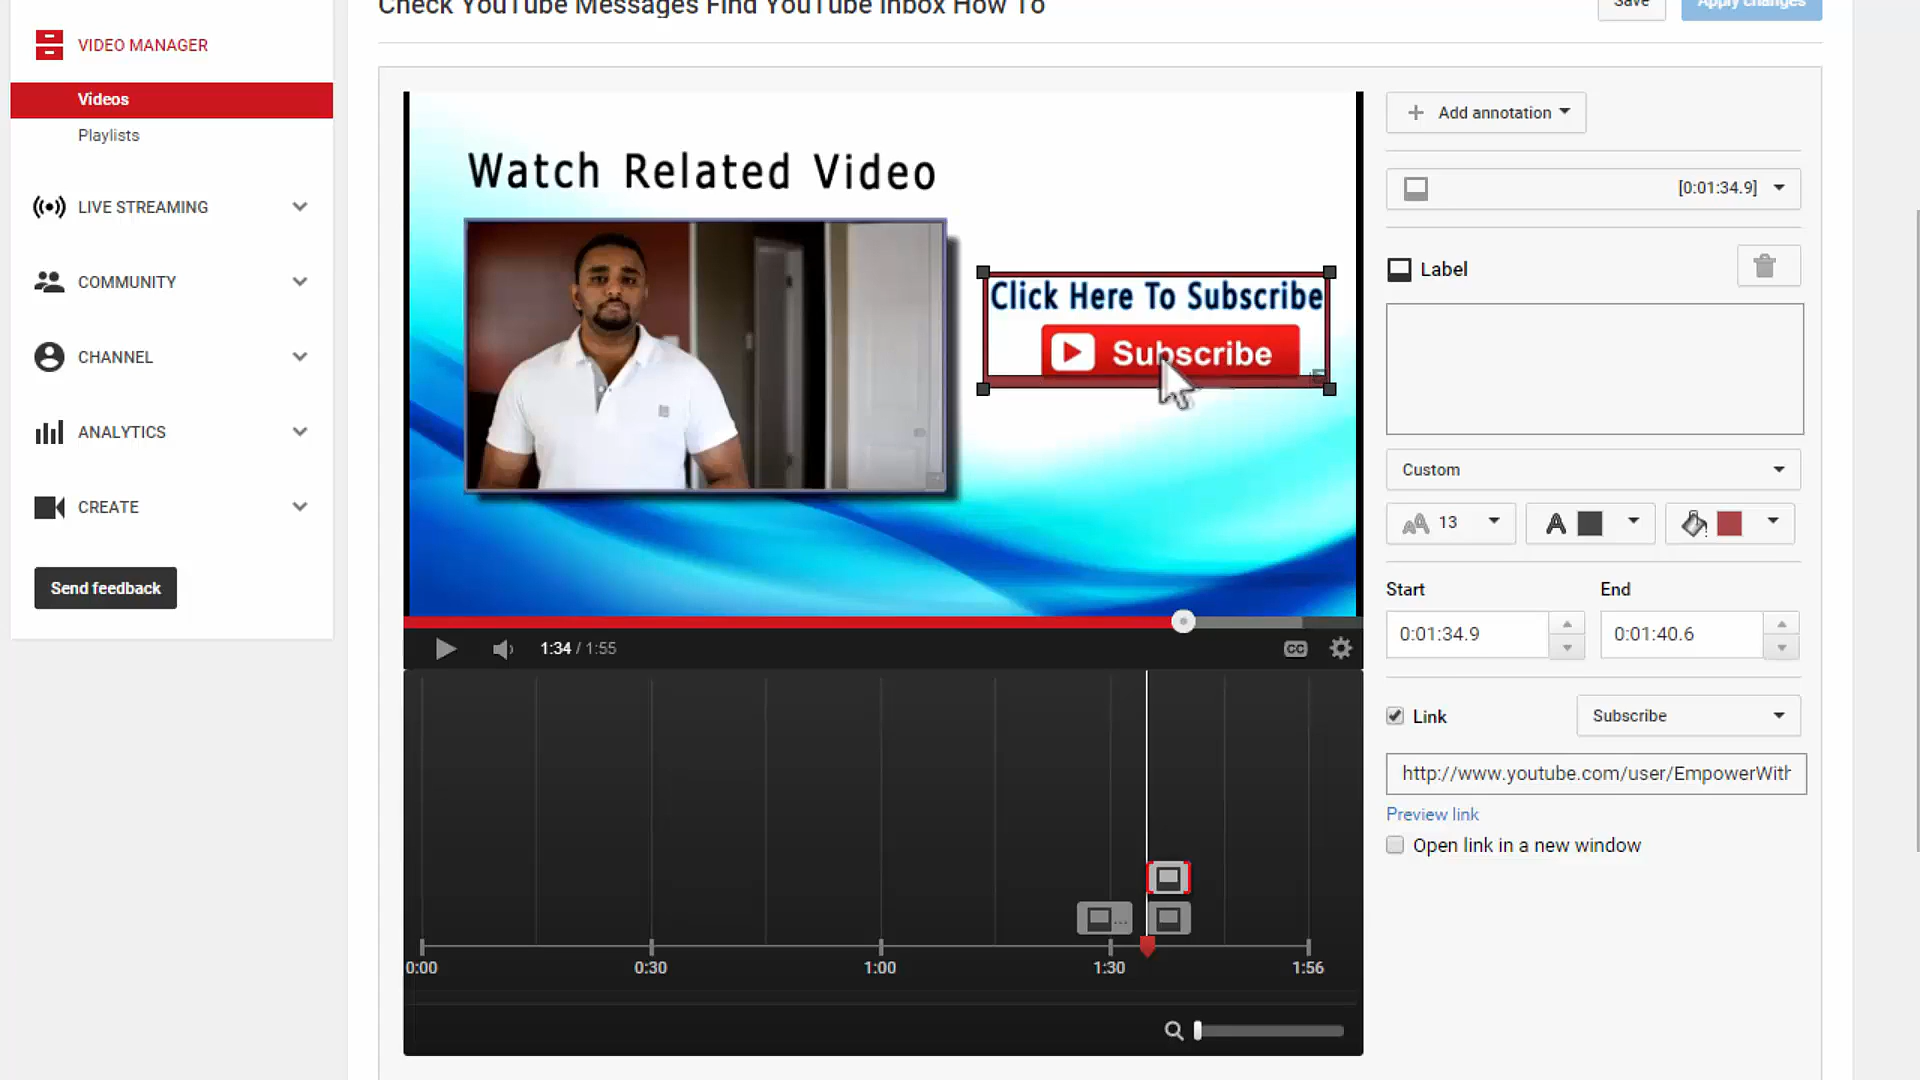 Check YouTube Messages Find YouTube Inbox How To
Save
Apply changes
VIDEO MANAGER
Videos
Playlists
LIVE STREAMING
COMMUNITY
CHANNEL
ANALYTICS
CREATE
Send feedback
Watch Related Video
Click Here To Subscribe
Subscribe
1:34 / 1:55
CC
0:00
0:30
1:00
1:30
1:56
...
Add annotation
[0:01:34.9]
Label
Custom
AA 13
A
Start
End
0:01:34.9
0:01:40.6
Link
Subscribe
http://www.youtube.com/user/EmpowerWith
Preview link
Open link in a new window